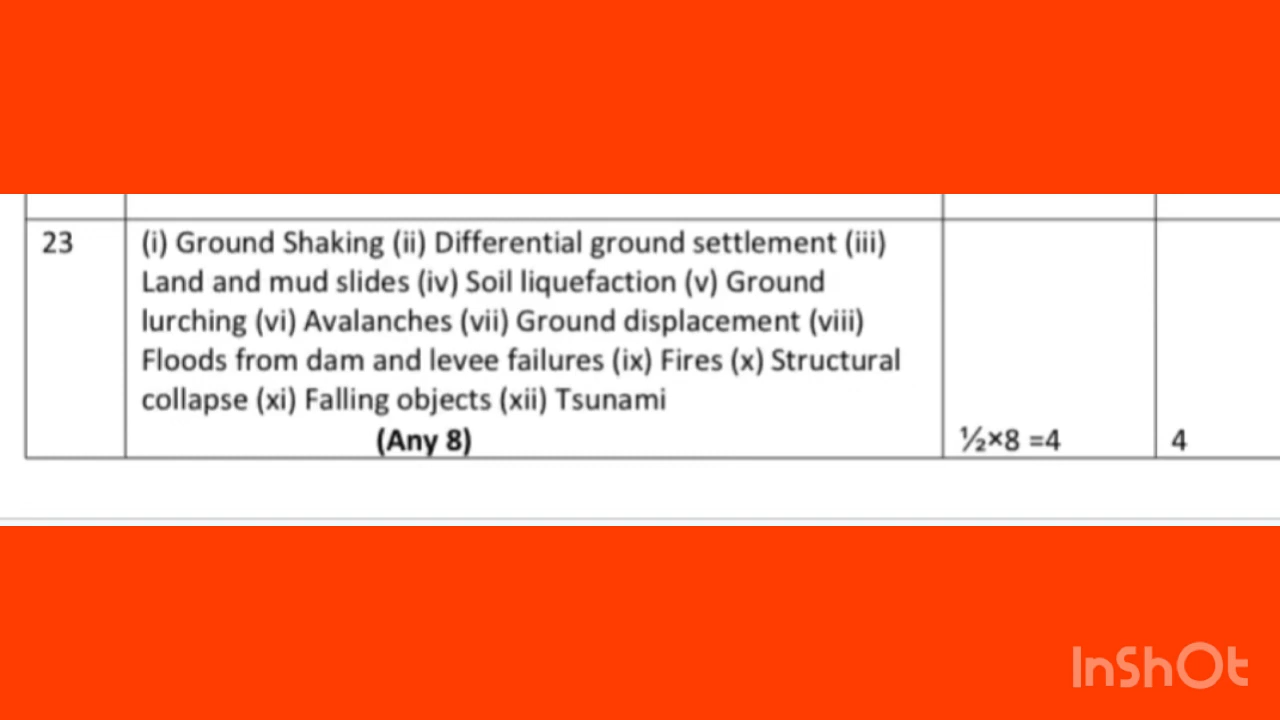 23
(i) Ground Shaking (ii) Differential ground settlement (iii)
Land and mud slides (iv) Soil liquefaction (v) Ground
lurching (vi) Avalanches (vii) Ground displacement (viii)
Floods from dam and levee failures (ix) Fires (x) Structural
collapse (xi) Falling objects (xii) Tsunami
(Any 8)
½×8 =4
4
InShOt